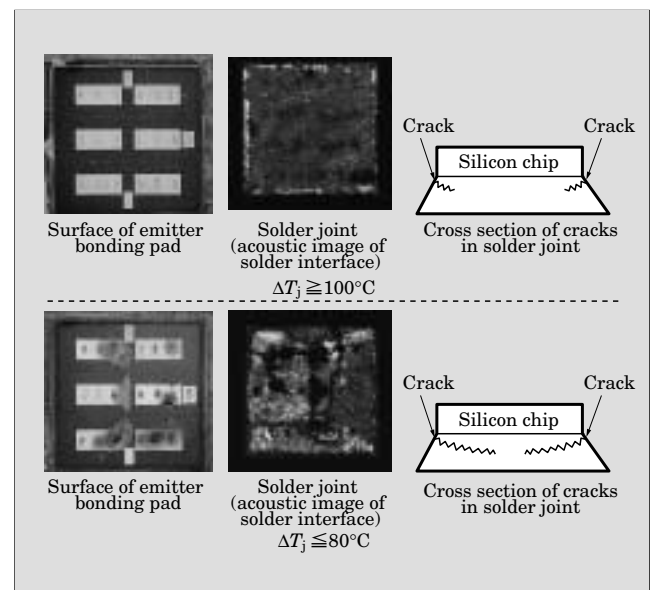 Crack
Crack
Silicon chip
Surface of emitter
bonding pad
Solder joint
(acoustic image of
solder interface)
Cross section of cracks
in solder joint
ΔTj ≧100°C
Crack
Crack
Silicon chip
Surface of emitter
bonding pad
Solder joint
(acoustic image of
solder interface)
Cross section of cracks
in solder joint
ΔTj ≦80°C